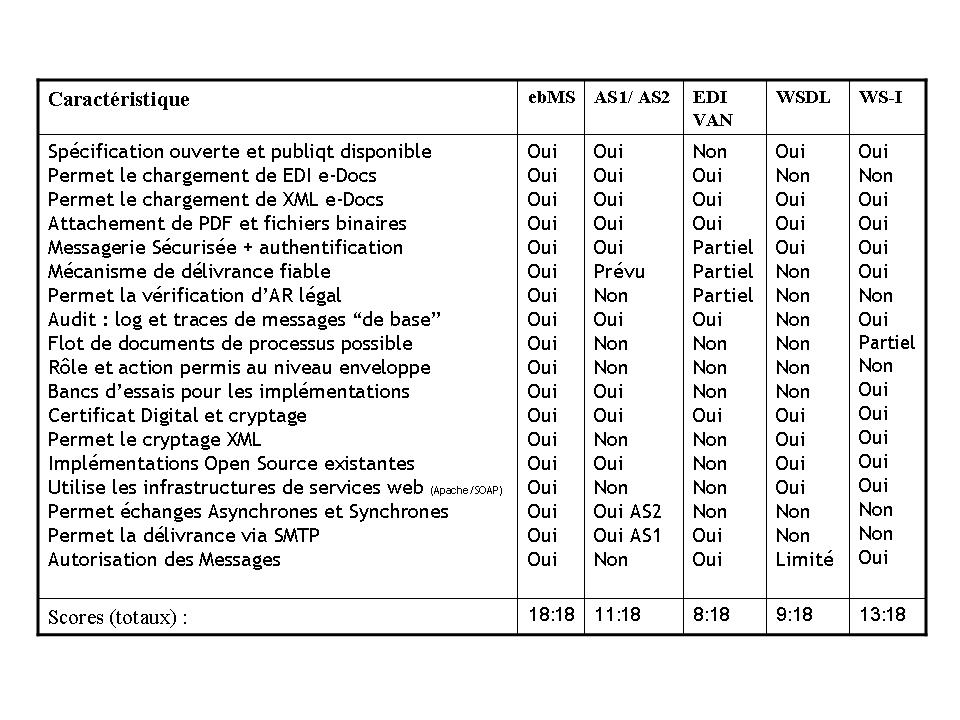 Caractéristique ebMS AS1/ AS2 EDI VAN WSDL WS-I
Spécification ouverte et publiqt disponible Oui Oui Non Oui Oui
Permet le chargement de EDI e-Docs Oui Oui Oui Non Non
Permet le chargement de XML e-Docs Oui Oui Oui Oui Oui
Attachement de PDF et fichiers binaires Oui Oui Oui Oui Oui
Messagerie Sécurisée + authentification Oui Oui Partiel Oui Oui
Mécanisme de délivrance fiable Oui Prévu Partiel Non Oui
Permet la vérification d’AR légal Oui Non Partiel Non Non
Audit : log et traces de messages “de base” Oui Oui Oui Non Oui
Flot de documents de processus possible Oui Non Non Non Partiel
Rôle et action permis au niveau enveloppe Oui Non Non Non Non
Bancs d’essais pour les implémentations Oui Oui Non Non Oui
Certificat Digital et cryptage Oui Oui Oui Oui Oui
Permet le cryptage XML Oui Non Non Oui Oui
Implémentations Open Source existantes Oui Oui Non Oui Oui
Utilise les infrastructures de services web (Apache/SOAP) Oui Non Non Oui Oui
Permet échanges Asynchrones et Synchrones Oui Oui AS2 Non Non Non
Permet la délivrance via SMTP Oui Oui AS1 Oui Non Non
Autorisation des Messages Oui Non Oui Limité Oui
Scores (totaux) : 18:18 11:18 8:18 9:18 13:18